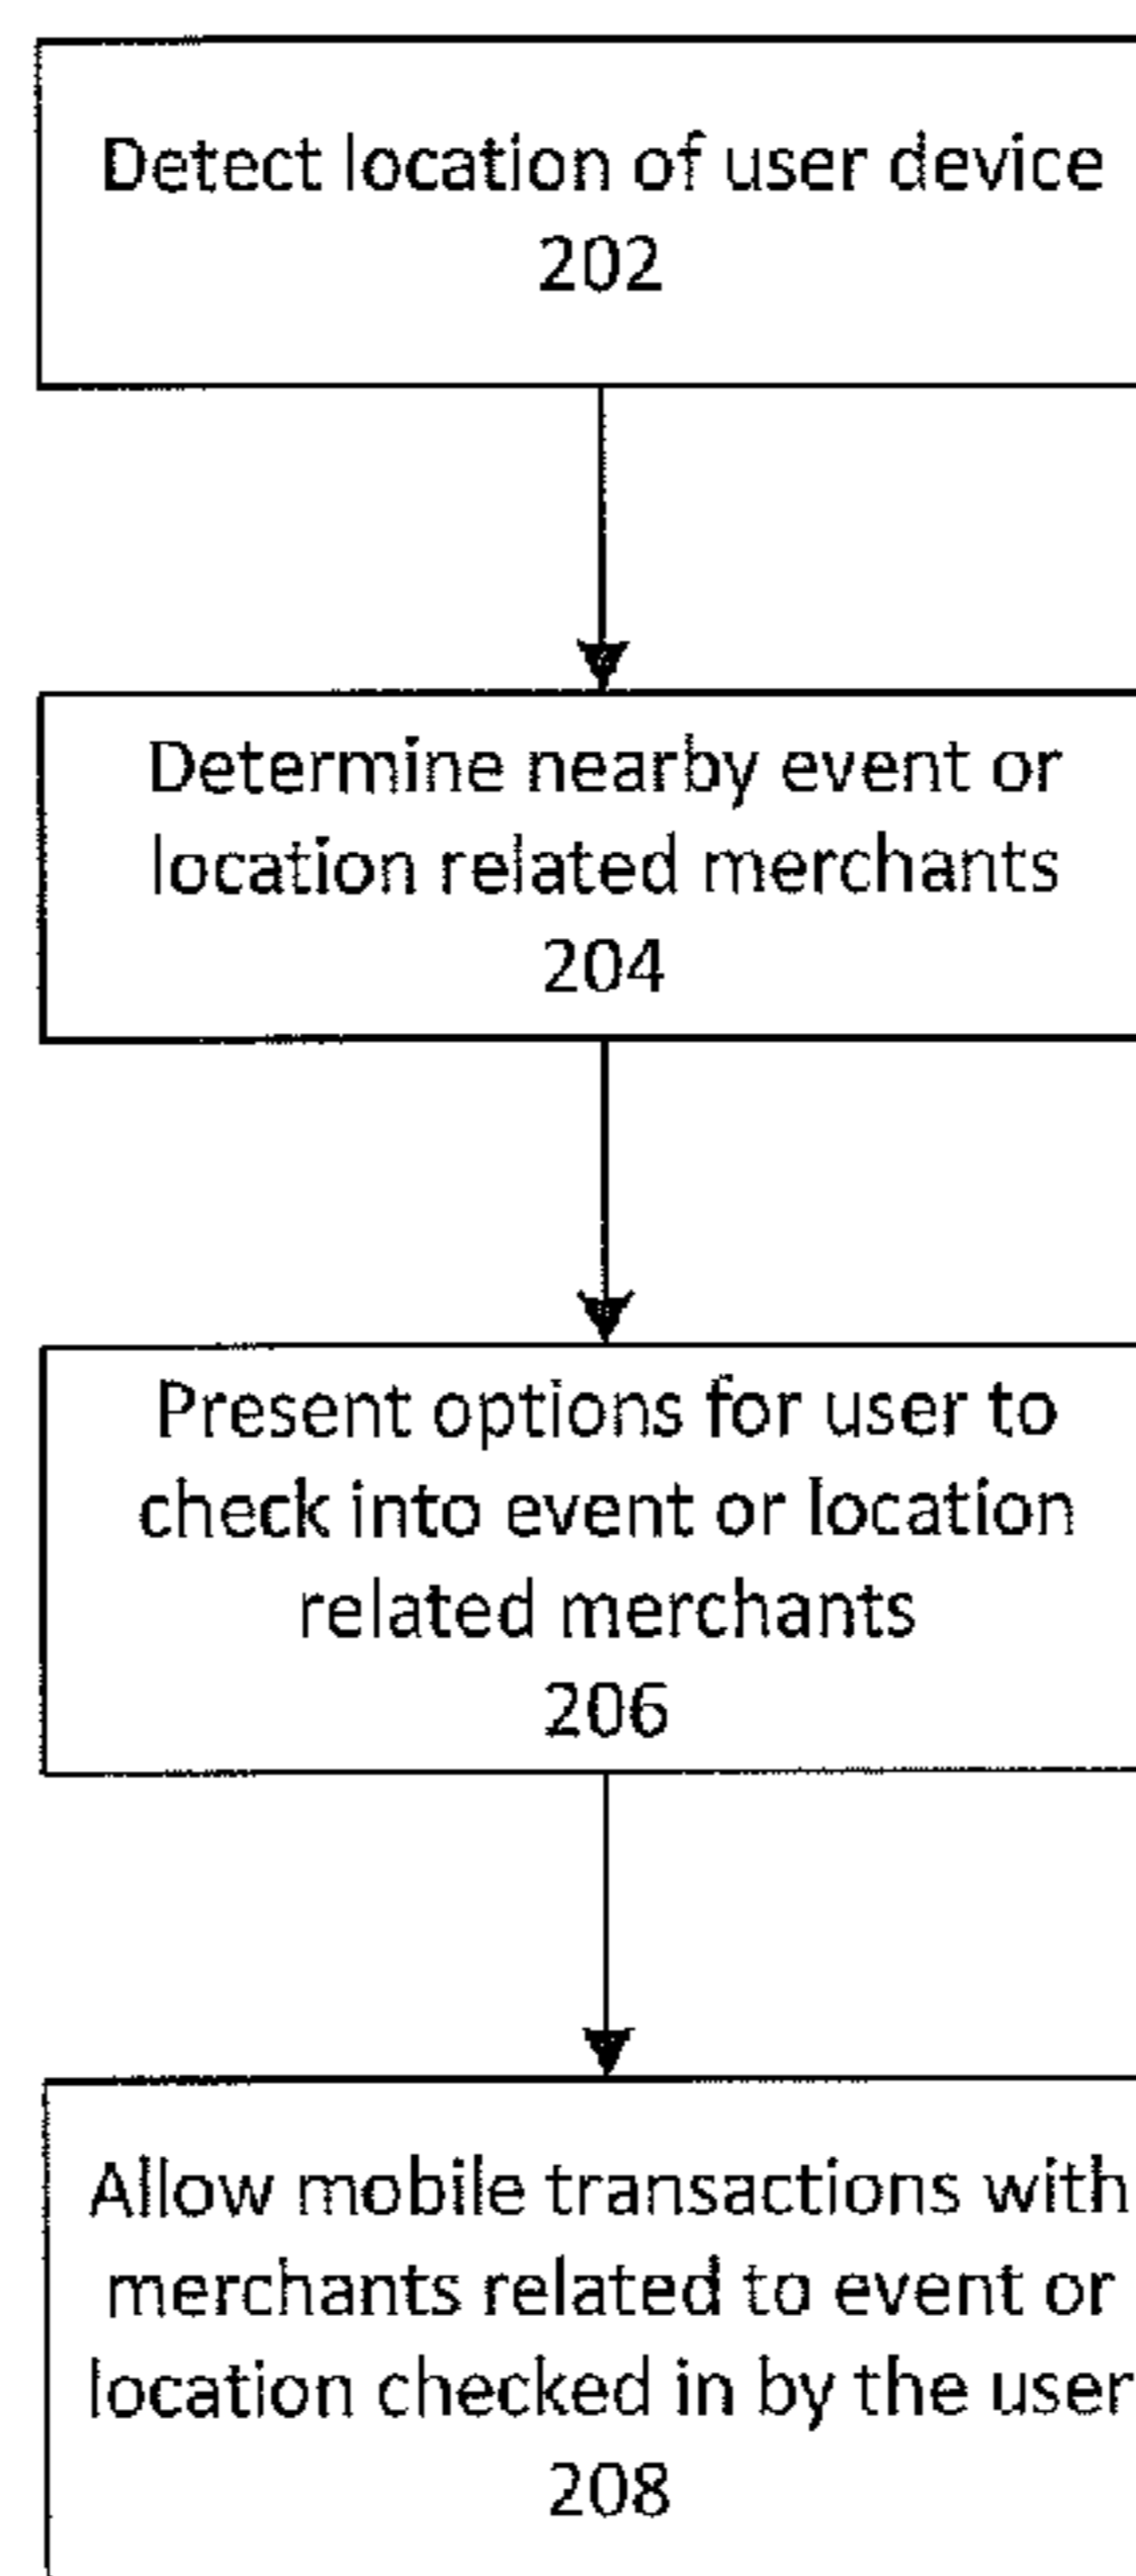 Detect location of user device
202
Determine nearby event or
location related merchants
204
Present options for user to
check into event or location
related merchants
206
Allow mobile transactions with
merchants related to event or
location checked in by the user
208